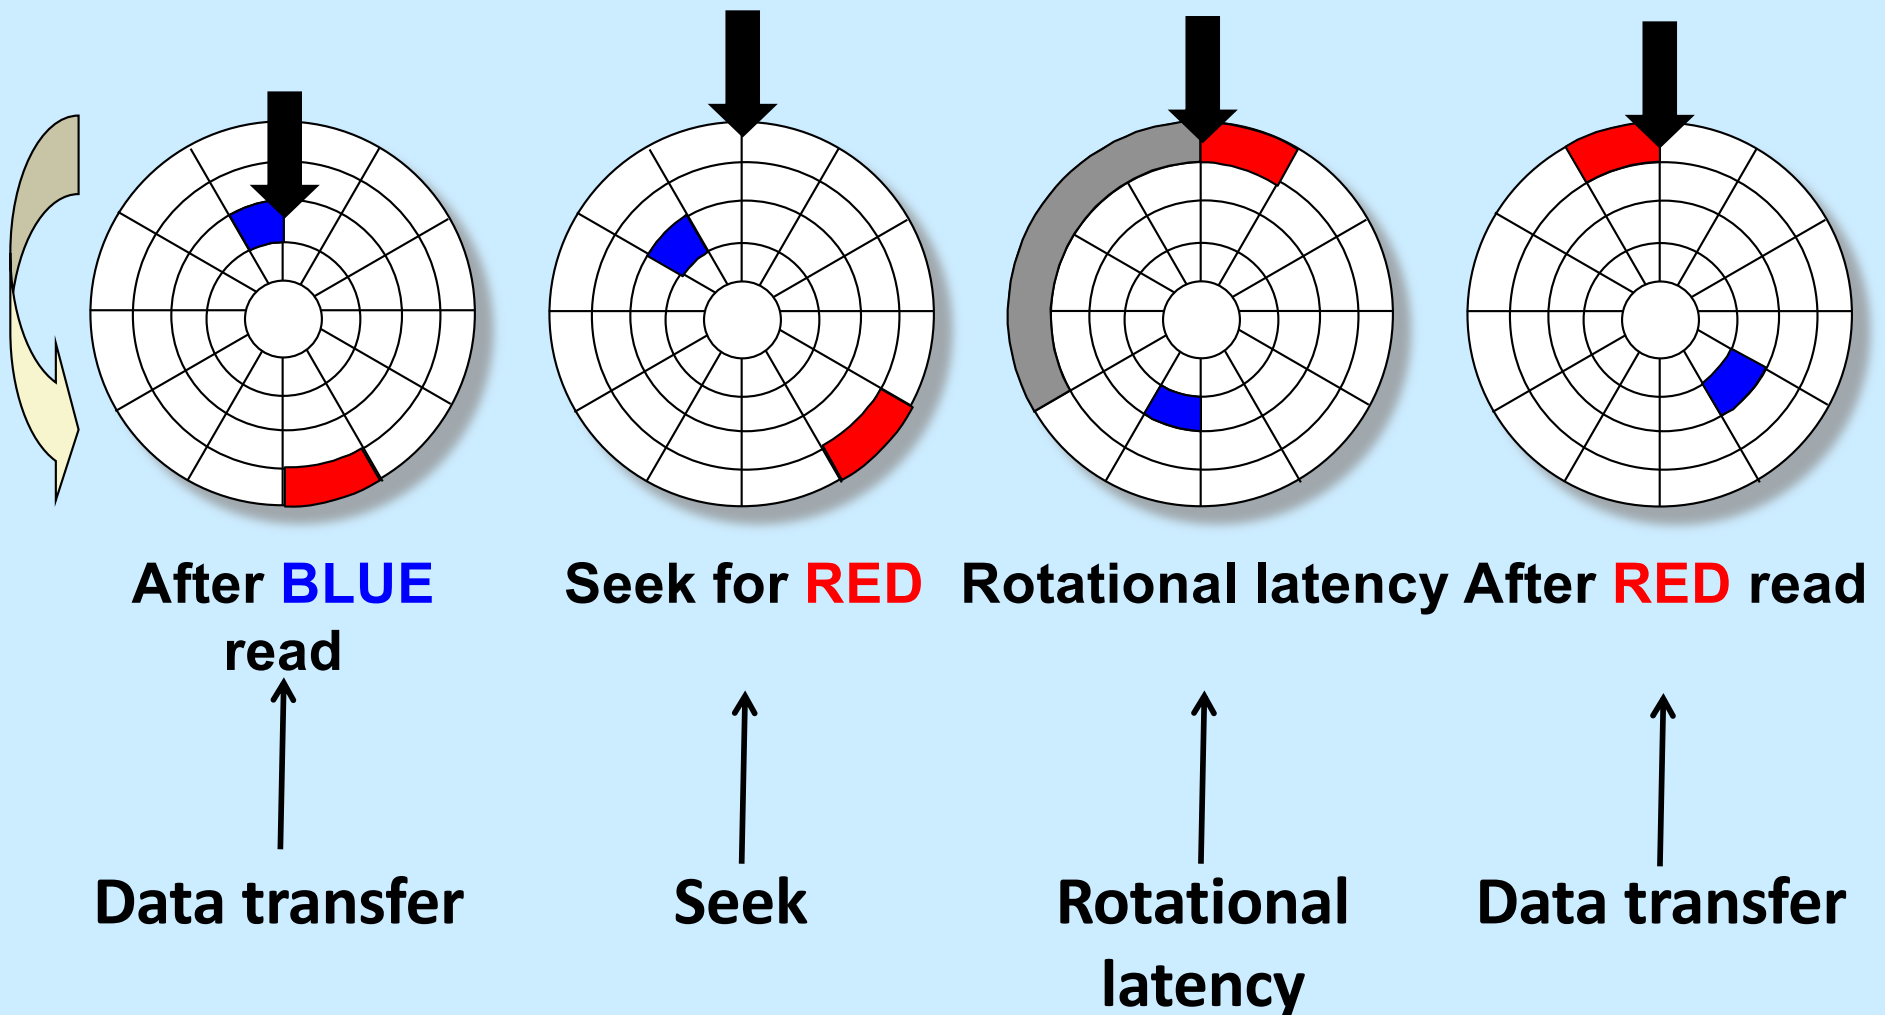 After BLUE
read
Seek for RED
Rotational latency
After RED read
Data transfer
Seek
Rotational
latency
Data transfer